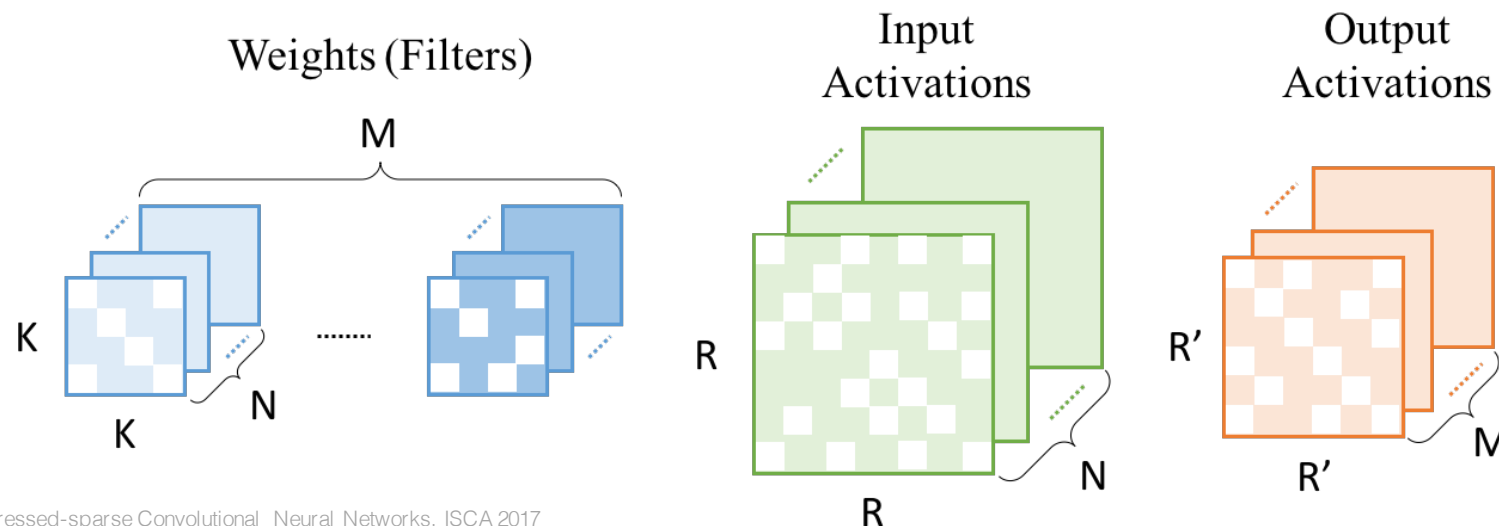 Weights (Filters)
Input
Activations
Output
Activations
M
K
K
N
........
R
R
N
R’
R’
M
ressed-sparse Convolutional Neural Networks. ISCA 2017